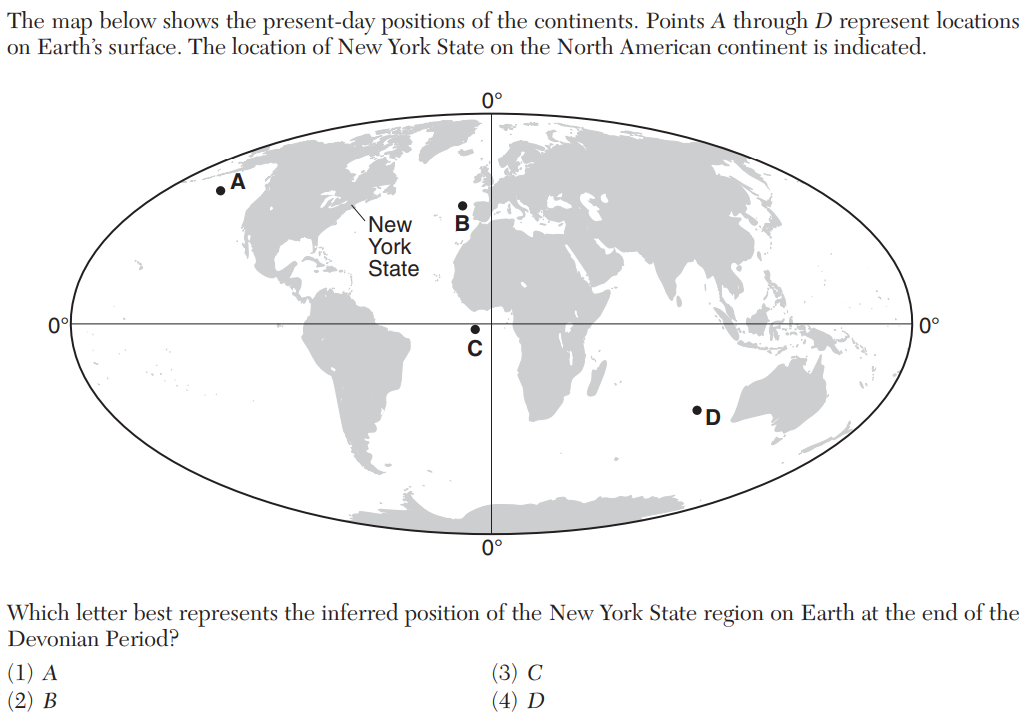 The map below shows the present-day positions of the continents. Points A through D represent locations
on Earth’s surface. The location of New York State on the North American continent is indicated.
0°
A
B
New
York
State
0°
0°
C
D
0°
Which letter best represents the inferred position of the New York State region on Earth at the end of the
Devonian Period?
(1) A
(2) B
(3) C
(4) D